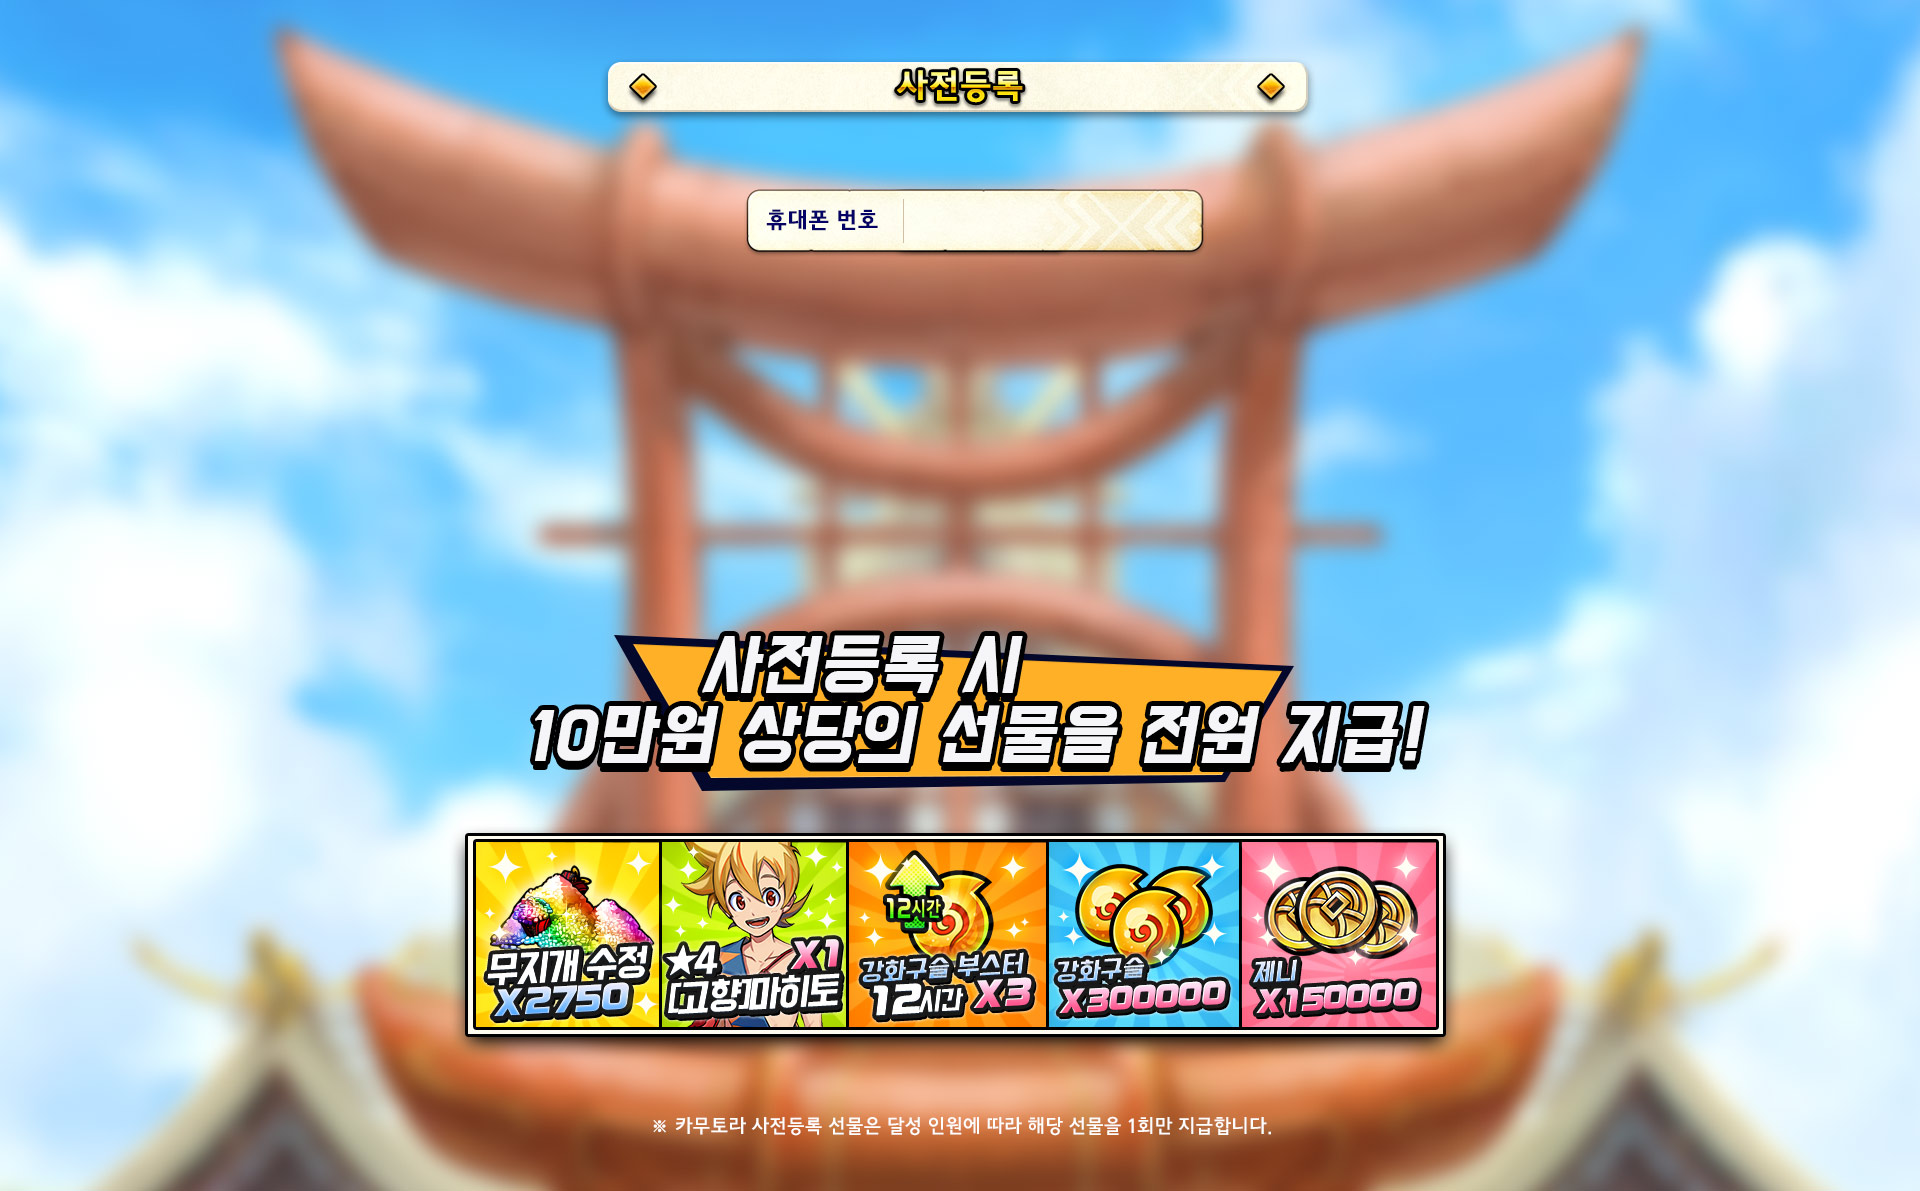 사전등록
휴대폰 번호
사전등록 시
10만원 상당의 선물을 전원 지급!
무지개 수정
X2750
★4 X1
[고향]마히토
12시간
강화구슬 부스터
12시간 X3
강화구슬
X300000
제니
X150000
※ 카무토라 사전등록 선물은 달성 인원에 따라 해당 선물을 1회만 지급합니다.